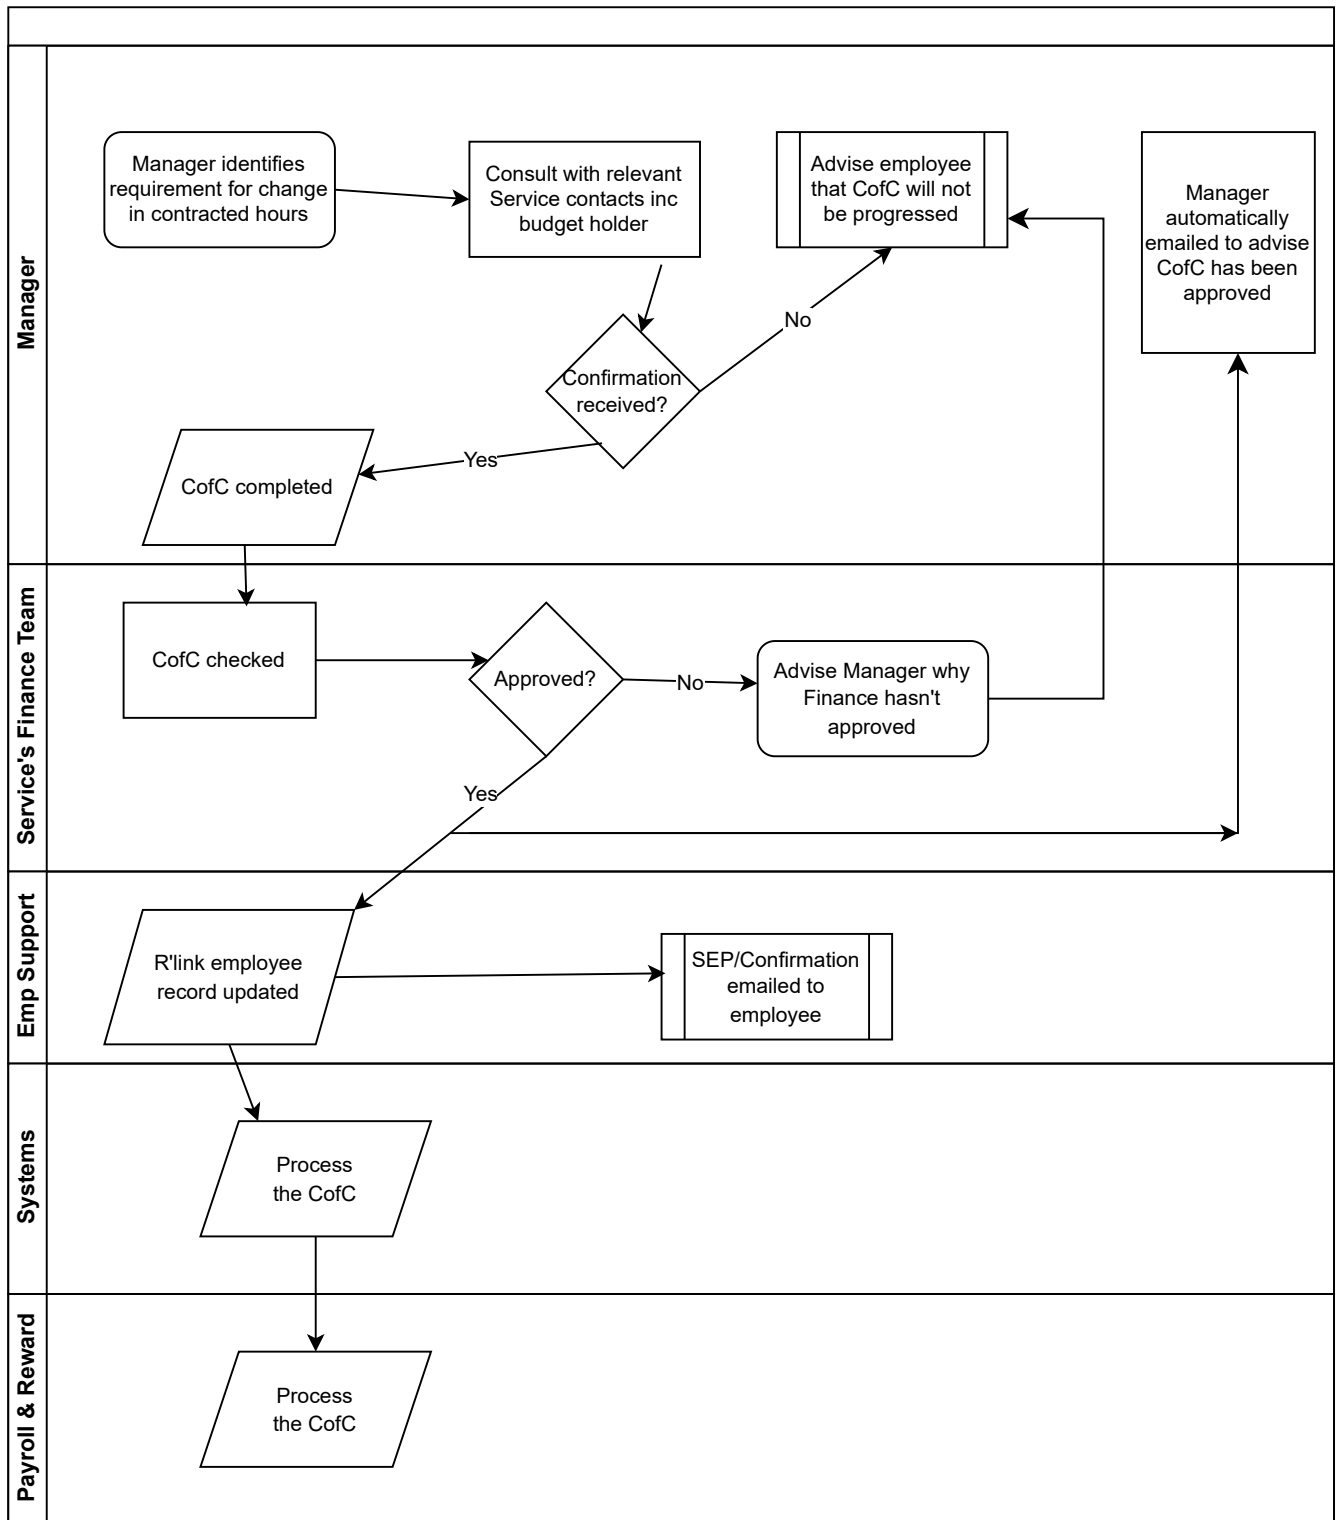 Manager
Manager identifies
requirement for change
in contracted hours
Consult with relevant
Service contacts inc
budget holder
Advise employee
that CofC will not
be progressed
Manager
automatically
emailed to advise
CofC has been
approved
No
Confirmation
received?
Yes
CofC completed
Service's Finance Team
CofC checked
Approved?
No
Advise Manager why
Finance hasn't
approved
Yes
Emp Support
R'link employee
record updated
SEP/Confirmation
emailed to
employee
Systems
Process
the CofC
Payroll & Reward
Process
the CofC